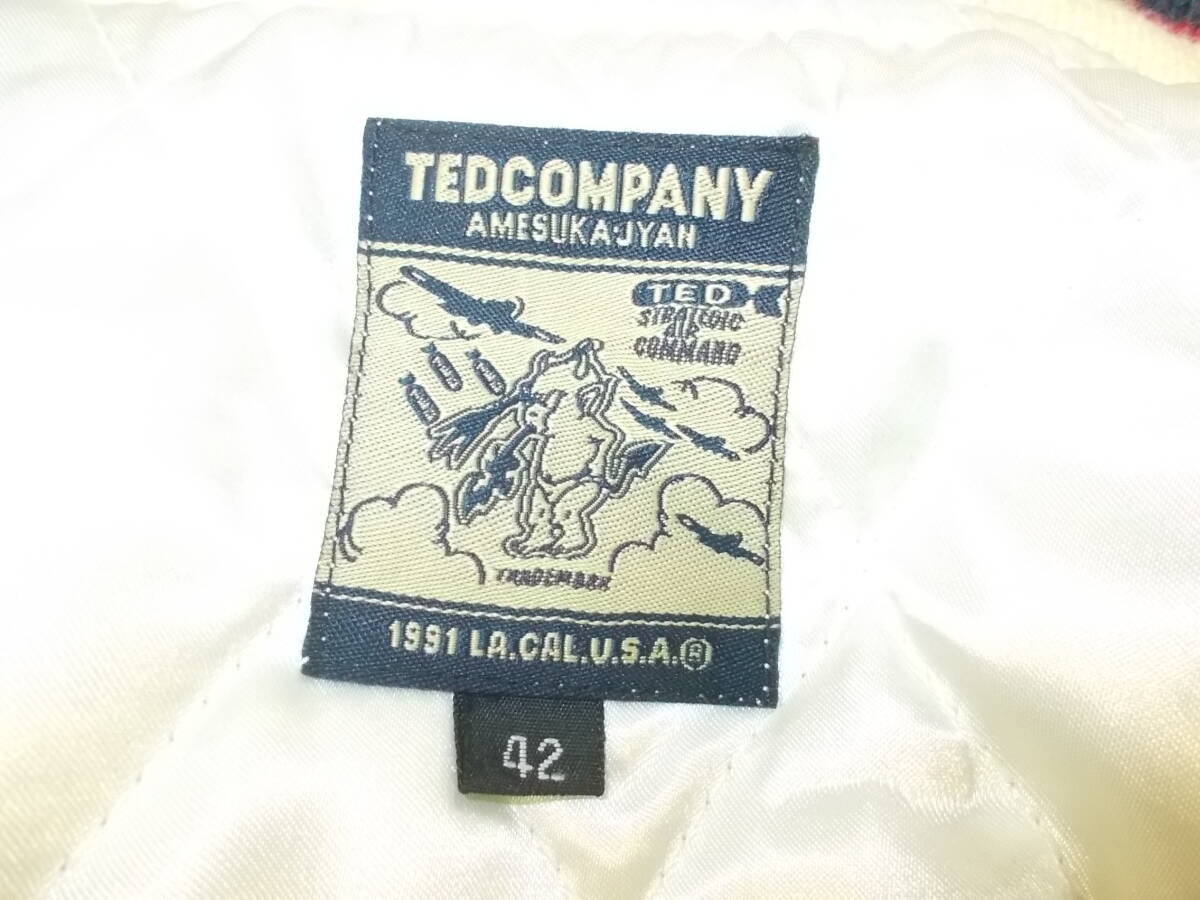 TEDCOMPANY
AMESUKAJYAN
TED
STRATEGIC
AIR
COMMAND
TRADEMARK
1991 LA.CAL.U.S.A.®
42